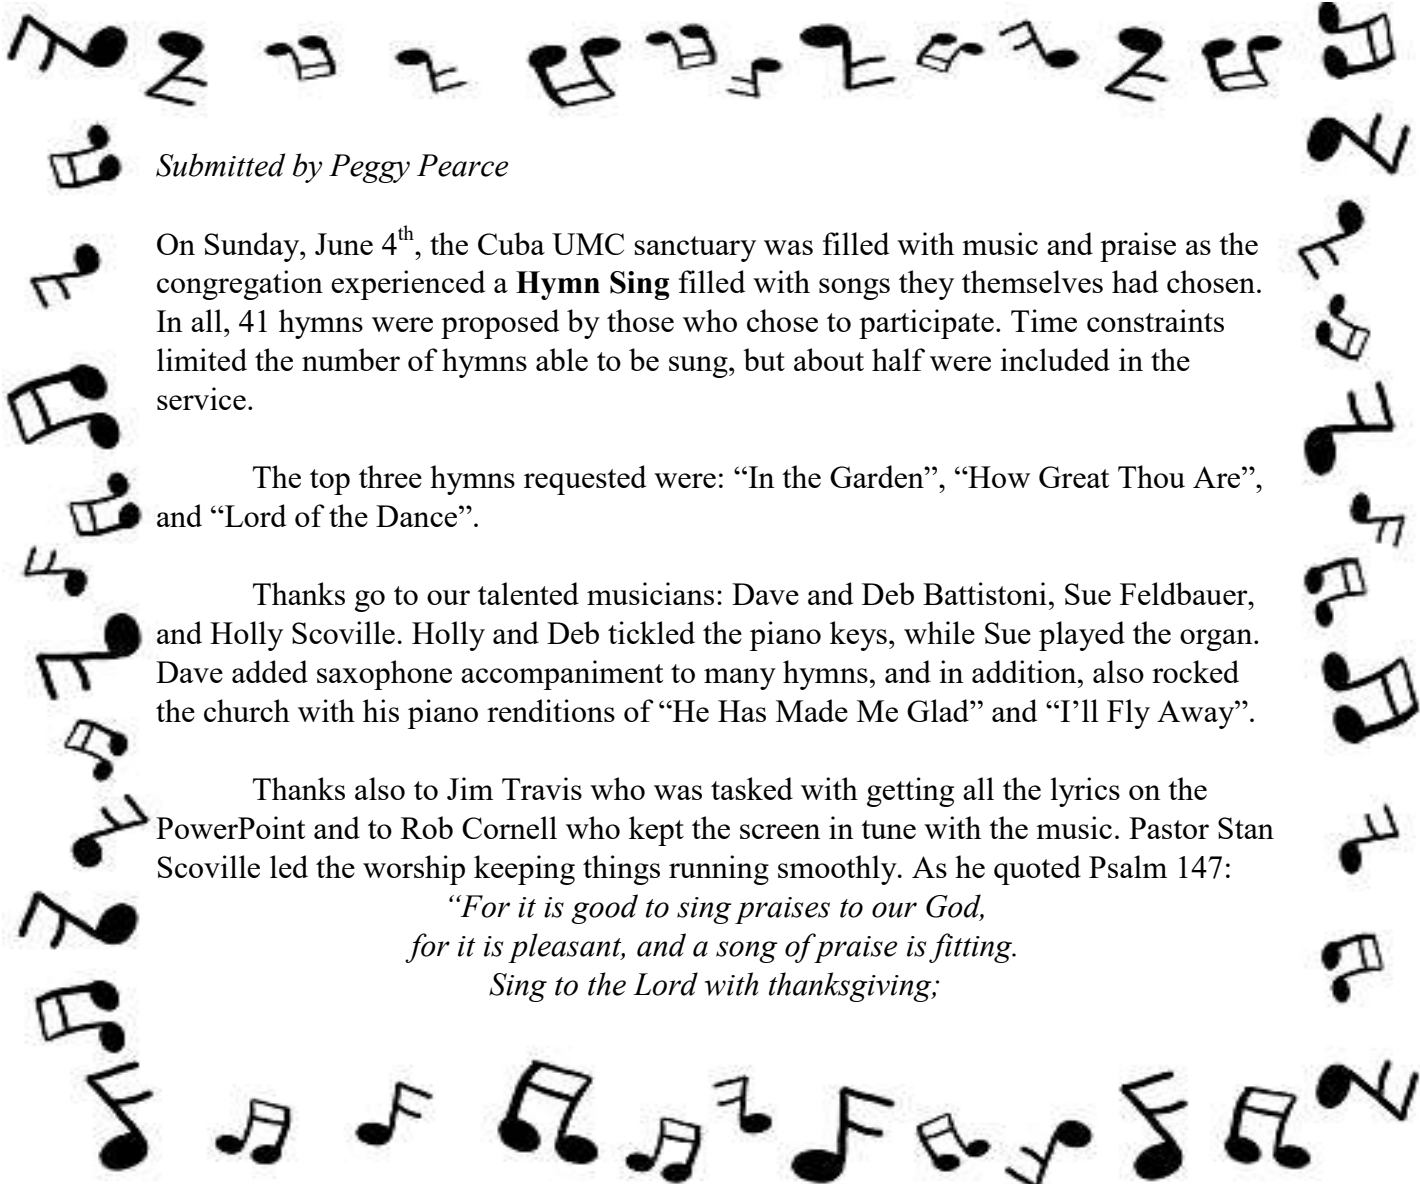 Submitted by Peggy Pearce
On Sunday, June 4th, the Cuba UMC sanctuary was filled with music and praise as the
congregation experienced a Hymn Sing filled with songs they themselves had chosen.
In all, 41 hymns were proposed by those who chose to participate. Time constraints
limited the number of hymns able to be sung, but about half were included in the
service.
The top three hymns requested were: “In the Garden”, “How Great Thou Are”,
and “Lord of the Dance”.
Thanks go to our talented musicians: Dave and Deb Battistoni, Sue Feldbauer,
and Holly Scoville. Holly and Deb tickled the piano keys, while Sue played the organ.
Dave added saxophone accompaniment to many hymns, and in addition, also rocked
the church with his piano renditions of “He Has Made Me Glad” and “I’ll Fly Away”.
Thanks also to Jim Travis who was tasked with getting all the lyrics on the
PowerPoint and to Rob Cornell who kept the screen in tune with the music. Pastor Stan
Scoville led the worship keeping things running smoothly. As he quoted Psalm 147:
“For it is good to sing praises to our God,
for it is pleasant, and a song of praise is fitting.
Sing to the Lord with thanksgiving;